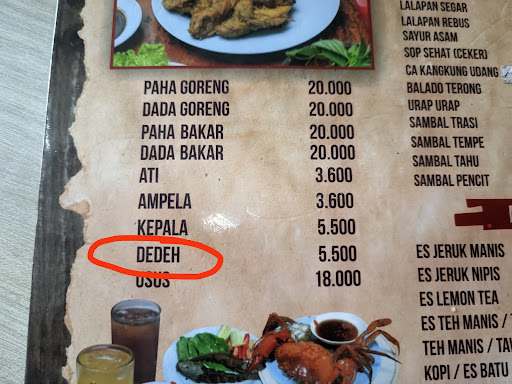 PAHA GORENG 20.000
DADA GORENG 20.000
PAHA BAKAR 20.000
DADA BAKAR 20.000
ATI 3.600
AMPELA 3.600
KEPALA 5.500
DEDEH 5.500
USUS 18.000
LALAPAN SEGAR
LALAPAN REBUS
SAYUR ASAM
SOP SEHAT (CEKER)
CA KANGKUNG UDANG
BALADO TERONG
URAP URAP
SAMBAL TRASI
SAMBAL TEMPE
SAMBAL TAHU
SAMBAL PENCIT
ES JERUK MANIS
ES JERUK NIPIS
ES LEMON TEA
ES TEH MANIS /
TEH MANIS /
KOPI / ES BATU